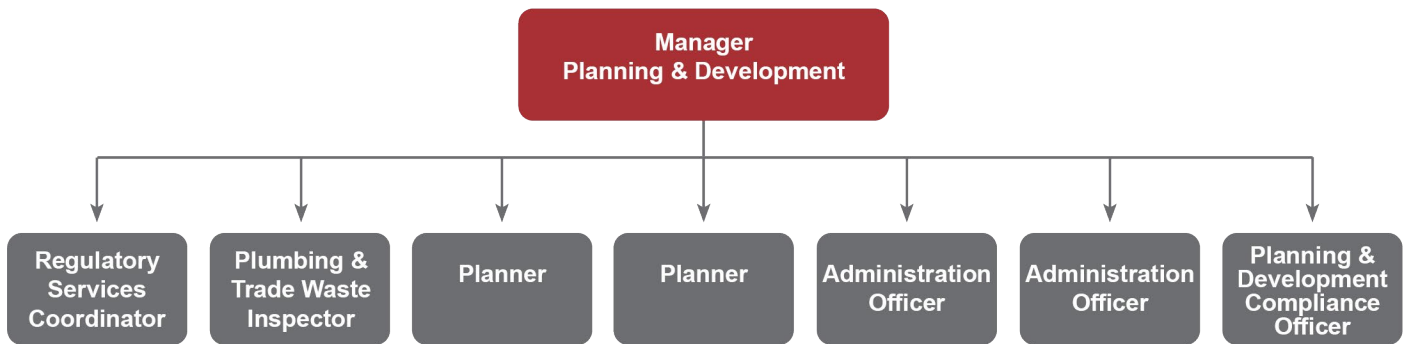 Manager
Planning & Development
Regulatory
Services
Coordinator
Plumbing &
Trade Waste
Inspector
Planner
Planner
Administration
Officer
Administration
Officer
Planning &
Development
Compliance
Officer